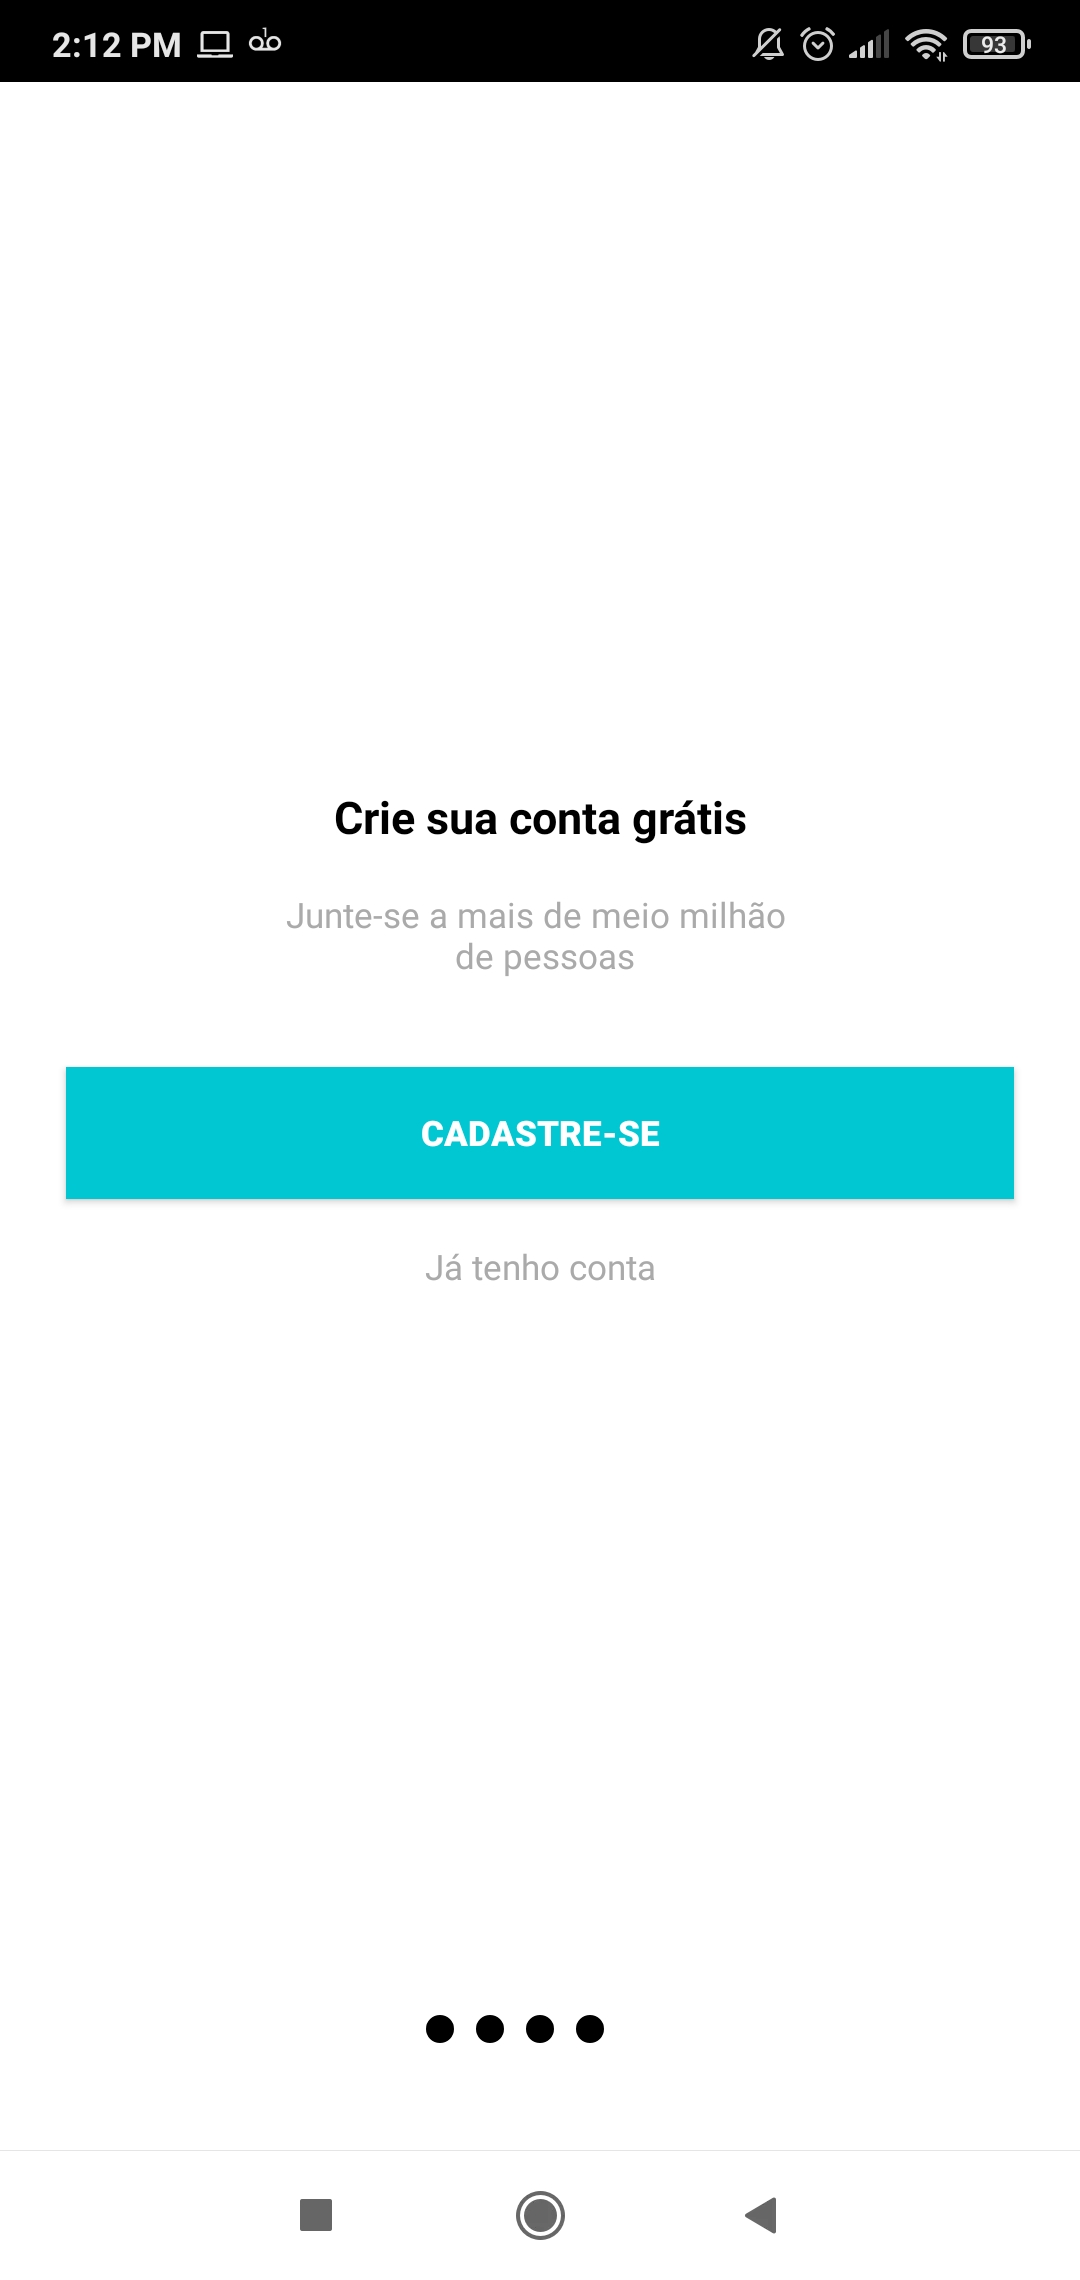 2:12 PM
93
Crie sua conta grátis
Junte-se a mais de meio milhão
de pessoas
CADASTRE-SE
Já tenho conta